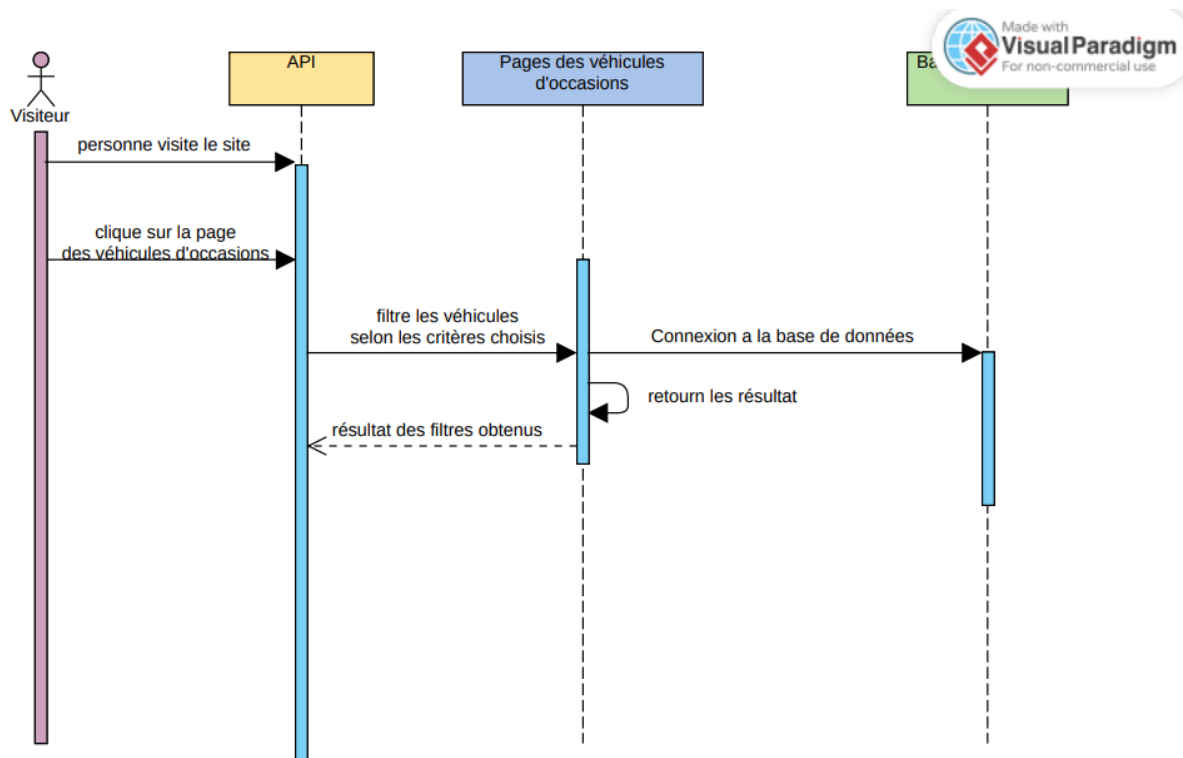 Made with
Visual Paradigm
For non-commercial use
Visiteur
API
Pages des véhicules
d'occasions
personne visite le site
clique sur la page
des véhicules d'occasions
filtre les véhicules
selon les critères choisis
Connexion a la base de données
retourn les résultat
résultat des filtres obtenus